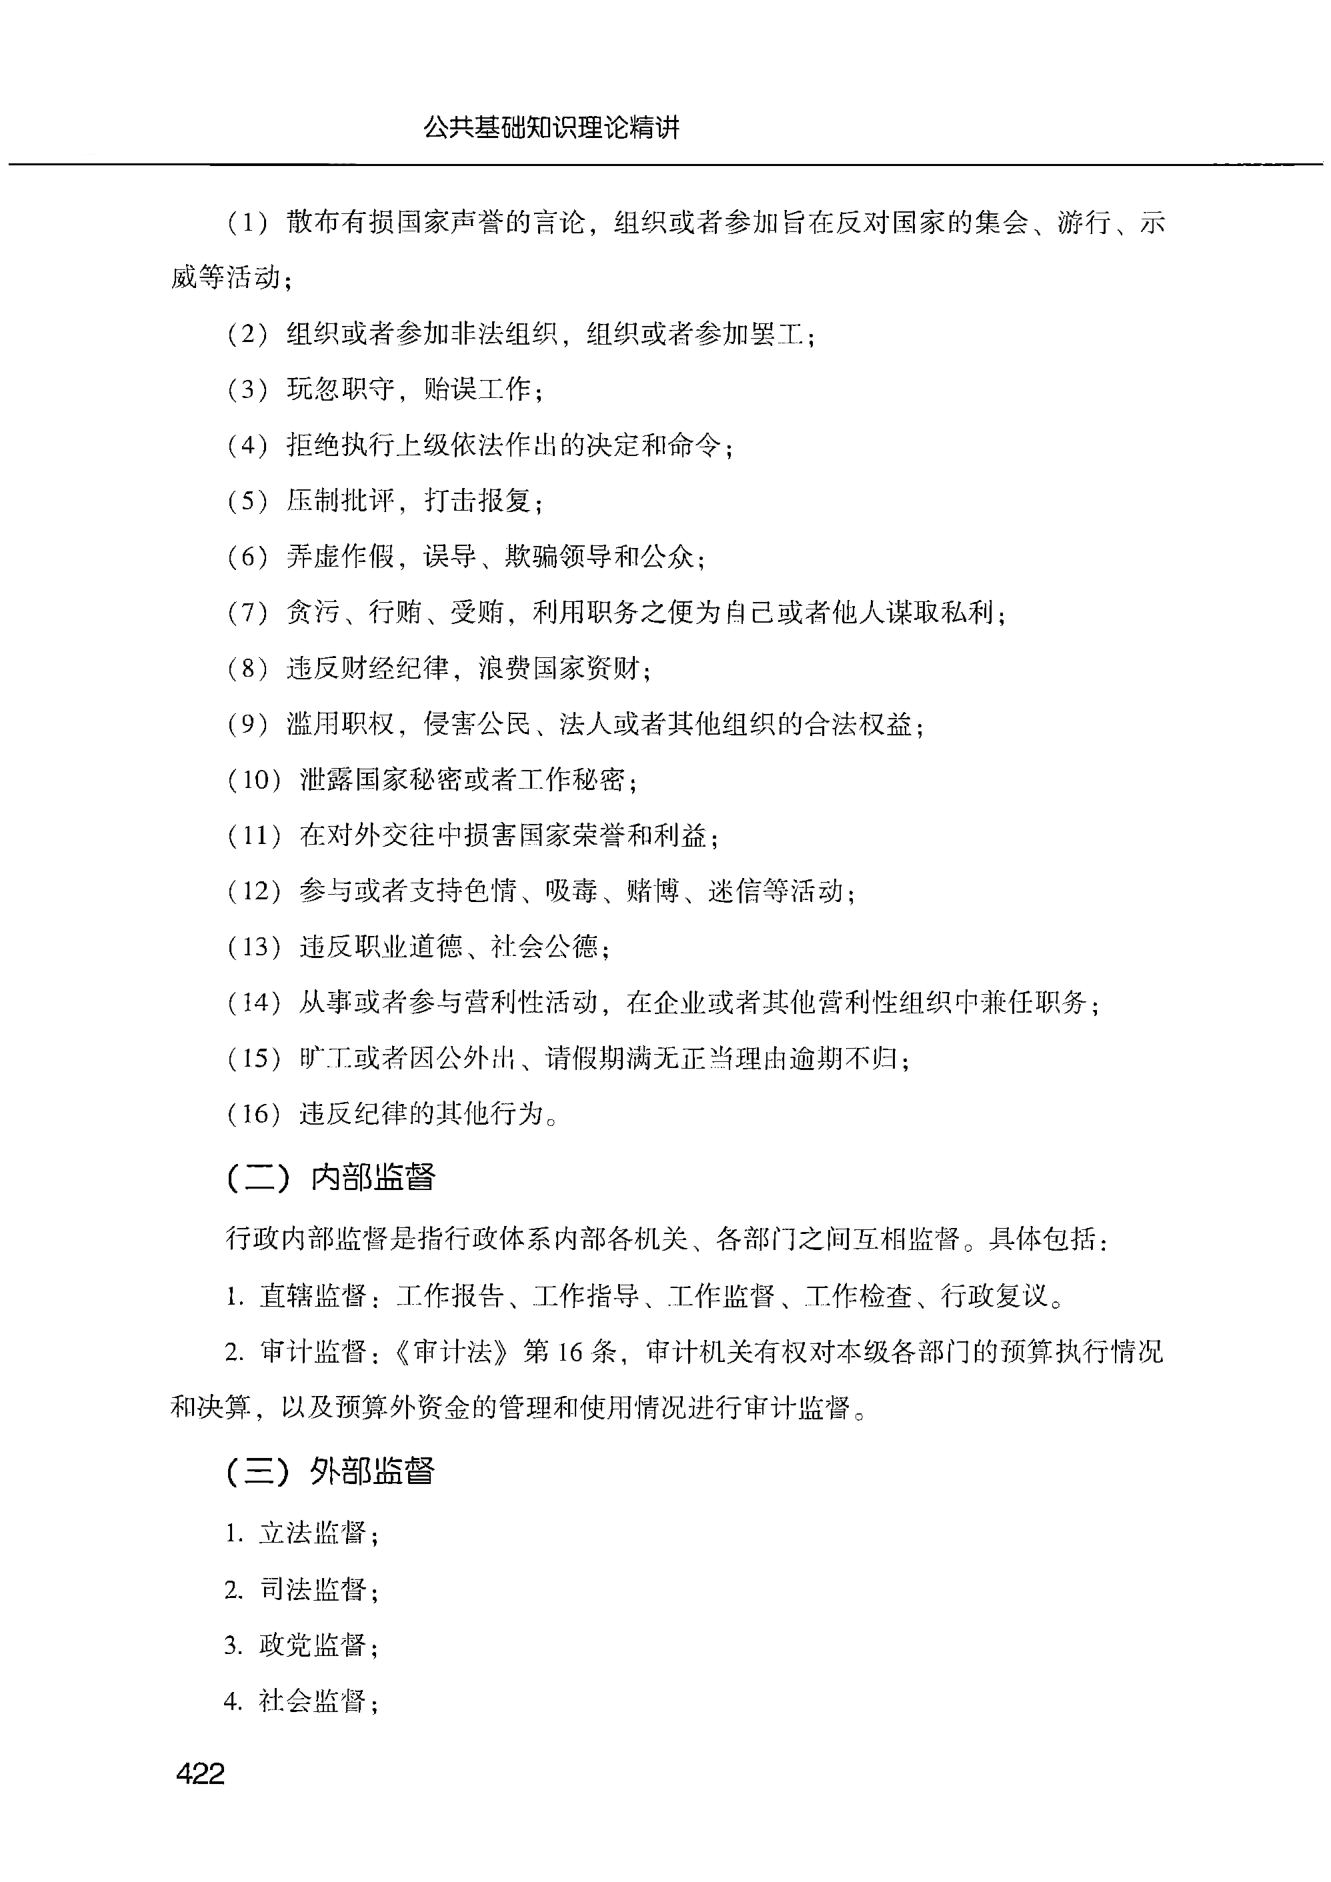 公共基础知识理论精讲
(1) 散布有损国家声誉的言论，组织或者参加旨在反对国家的集会、游行、示
威等活动；
(2) 组织或者参加非法组织，组织或者参加罢工；
(3) 玩忽职守，贻误工作；
(4) 拒绝执行上级依法作出的决定和命令；
(5) 压制批评，打击报复；
(6) 弄虚作假，误导、欺骗领导和公众；
(7) 贪污、行贿、受贿，利用职务之便为自己或者他人谋取私利；
(8) 违反财经纪律，浪费国家资财；
(9) 滥用职权，侵害公民、法人或者其他组织的合法权益；
(10) 泄露国家秘密或者工作秘密；
(11) 在对外交往中损害国家荣誉和利益；
(12) 参与或者支持色情、吸毒、赌博、迷信等活动；
(13) 违反职业道德、社会公德；
(14) 从事或者参与营利性活动，在企业或者其他营利性组织中兼任职务；
(15) 旷工或者因公外出、请假期满无正当理由逾期不归；
(16) 违反纪律的其他行为。
（二）内部监督
行政内部监督是指行政体系内部各机关、各部门之间互相监督。具体包括：
1. 直辖监督：工作报告、工作指导、工作监督、工作检查、行政复议。
2. 审计监督：《审计法》第 16 条，审计机关有权对本级各部门的预算执行情况
和决算，以及预算外资金的管理和使用情况进行审计监督。
（三）外部监督
1. 立法监督；
2. 司法监督；
3. 政党监督；
4. 社会监督；
422